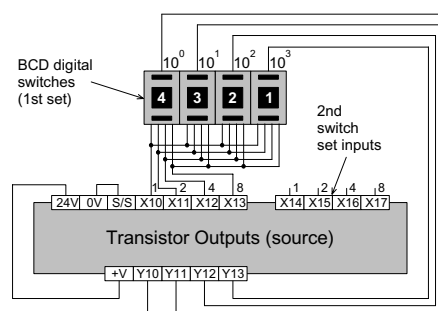 10⁰ 10¹ 10² 10³
BCD digital
switches
(1st set)
4 3 2 1
2nd
switch
set inputs
1 2 4 8 1 2 4 8
24V 0V S/S X10 X11 X12 X13 X14 X15 X16 X17
Transistor Outputs (source)
+V Y10 Y11 Y12 Y13